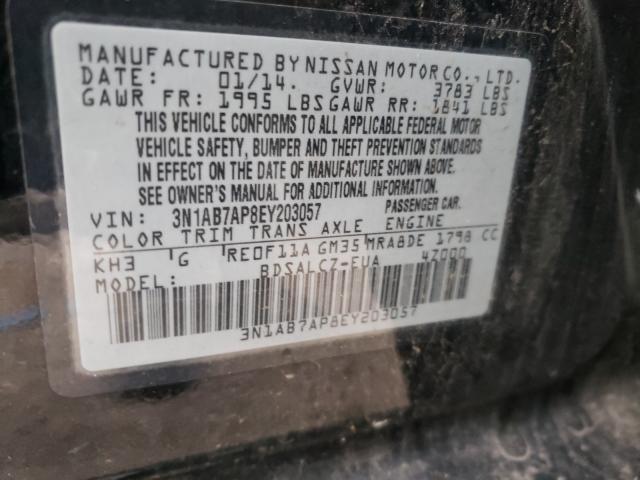 MANUFACTURED BY NISSAN MOTOR CO., LTD.
DATE: 01/14. GVWR: 3783 LBS
GAWR FR: 1995 LBS GAWR RR: 1841 LBS
THIS VEHICLE CONFORMS TO ALL APPLICABLE FEDERAL MOTOR
VEHICLE SAFETY, BUMPER AND THEFT PREVENTION STANDARDS
IN EFFECT ON THE DATE OF MANUFACTURE SHOWN ABOVE.
SEE OWNER'S MANUAL FOR ADDITIONAL INFORMATION
VIN: 3N1AB7AP8EY203057 PASSENGER CAR.
COLOR TRIM TRANS AXLE ENGINE
KH3 G RE0F11A GM35 MRA8DE 1798 CC
MODEL: BDSALCZ-EUA 4Z000
3N1AB7AP8EY203057